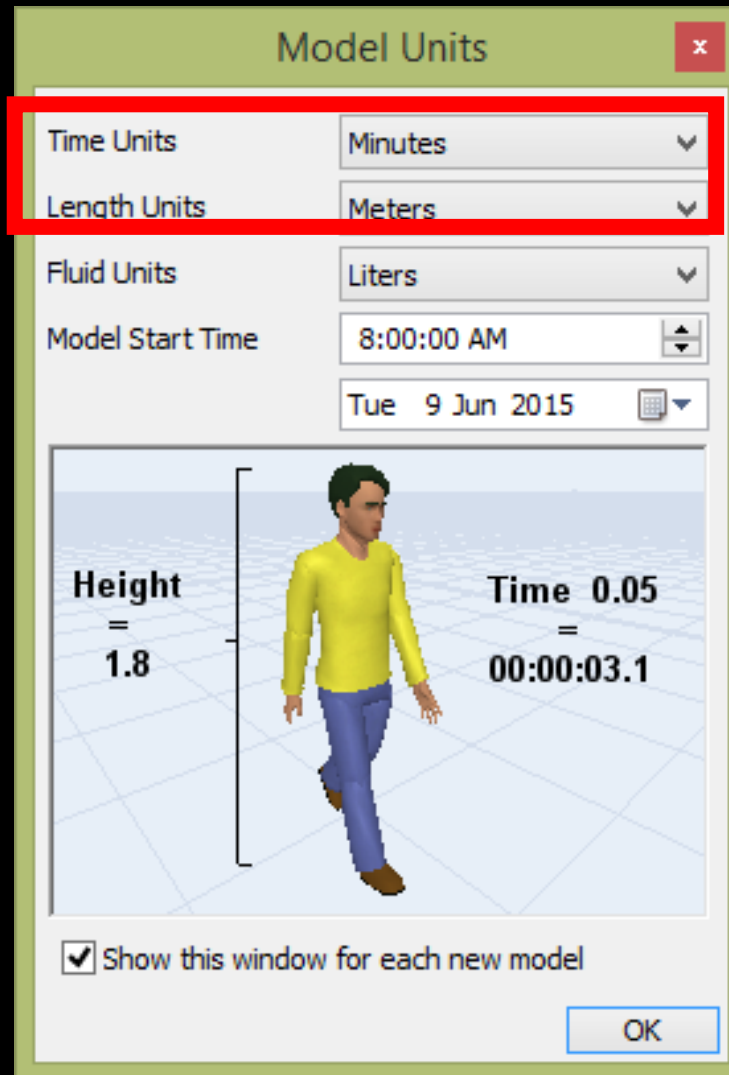 Model Units
x
Time Units Minutes
Length Units Meters
Fluid Units Liters
Model Start Time 8:00:00 AM
Tue 9 Jun 2015
Height
=
1.8
Time 0.05
=
00:00:03.1
Show this window for each new model
OK